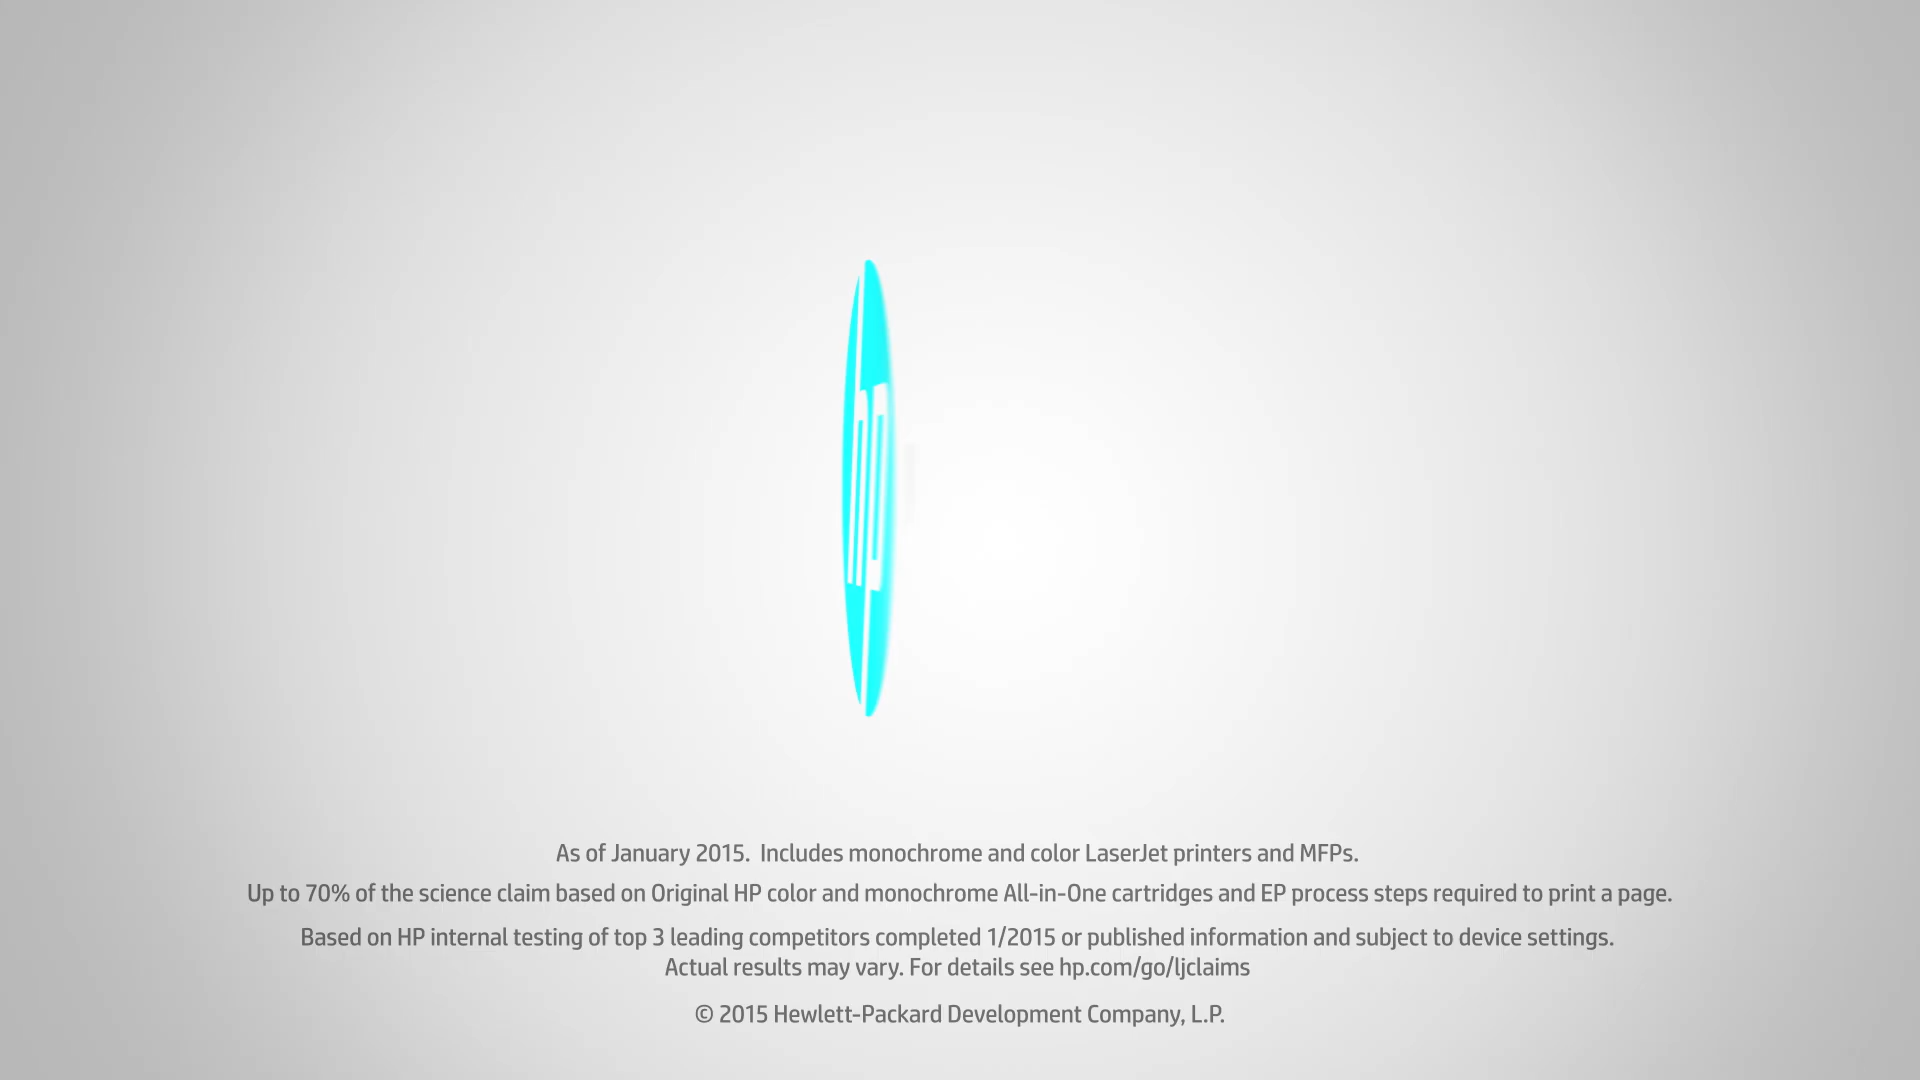 As of January 2015.  Includes monochrome and color LaserJet printers and MFPs.
Up to 70% of the science claim based on Original HP color and monochrome All-in-One cartridges and EP process steps required to print a page.
Based on HP internal testing of top 3 leading competitors completed 1/2015 or published information and subject to device settings.
Actual results may vary. For details see hp.com/go/ljclaims
© 2015 Hewlett-Packard Development Company, L.P.